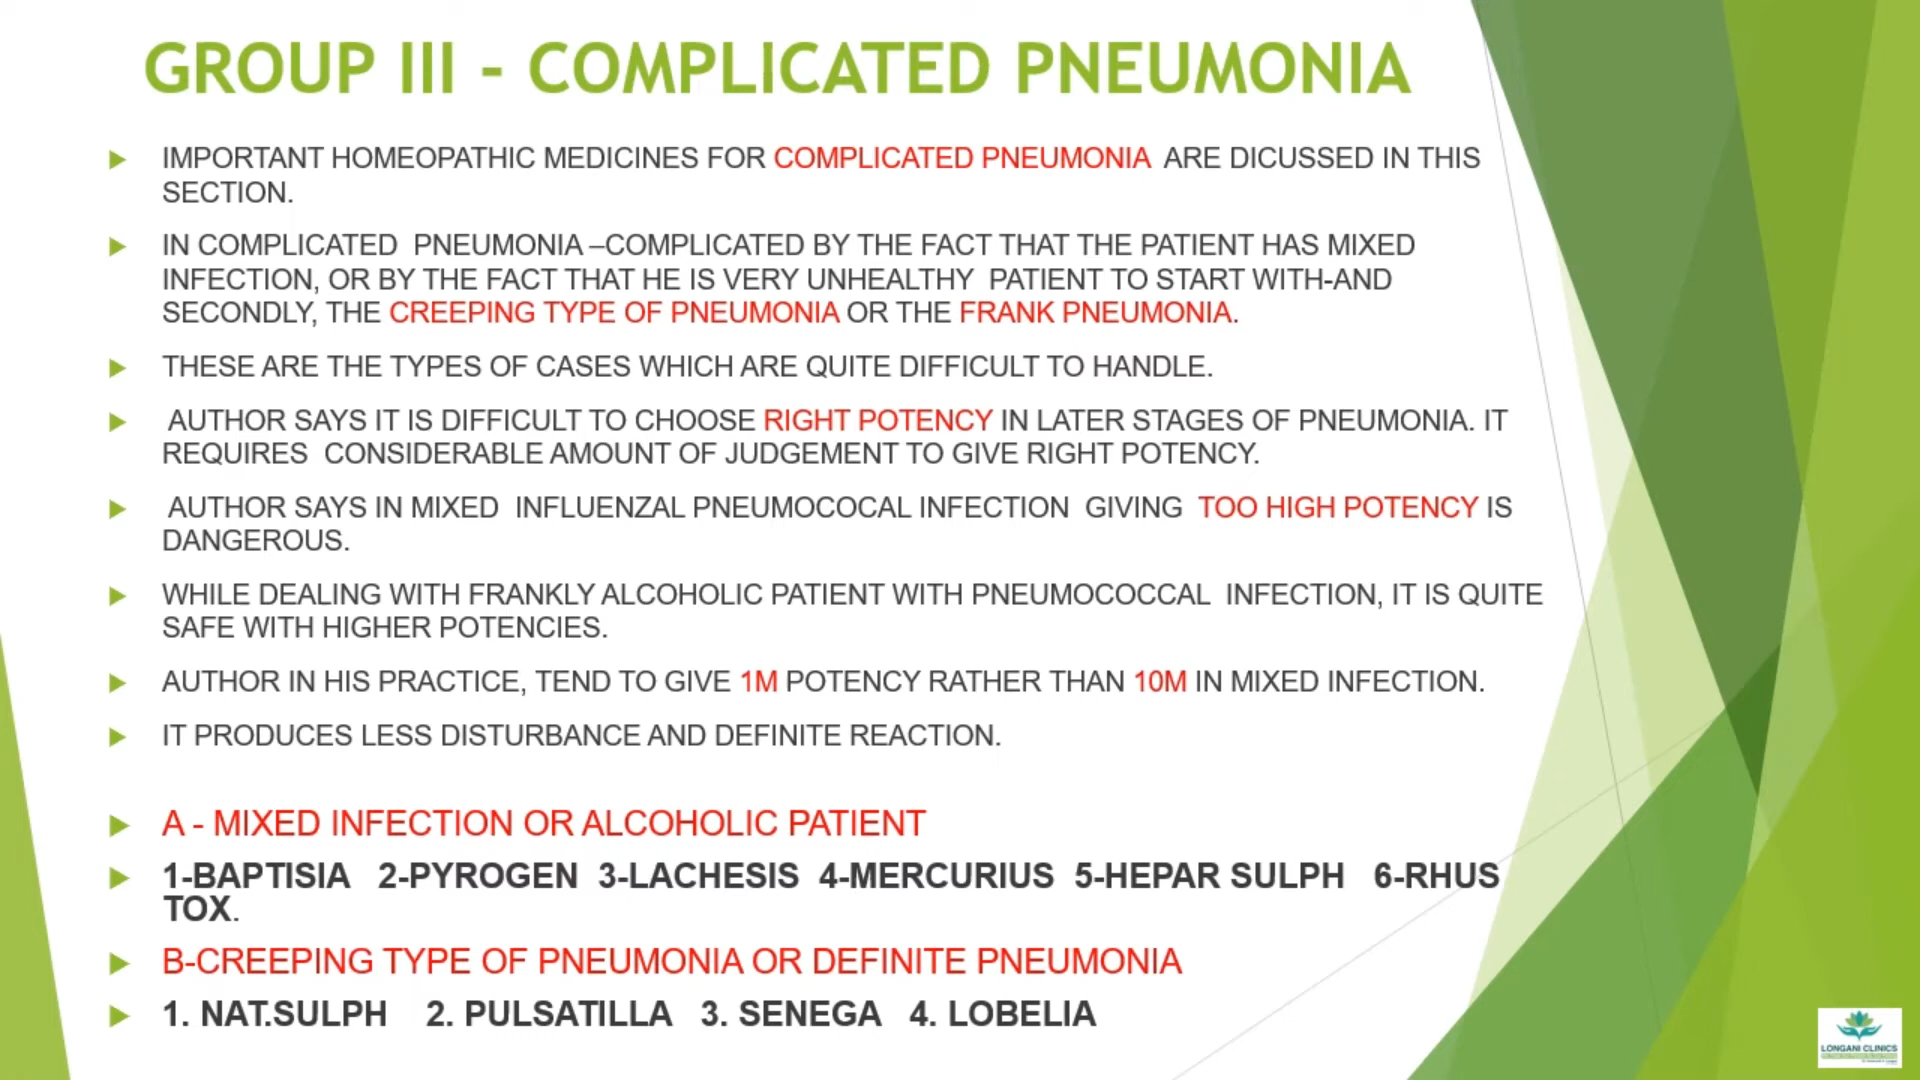 GROUP III - COMPLICATED PNEUMONIA
IMPORTANT HOMEOPATHIC MEDICINES FOR COMPLICATED PNEUMONIA ARE DICUSSED IN THIS
SECTION.
IN COMPLICATED PNEUMONIA –COMPLICATED BY THE FACT THAT THE PATIENT HAS MIXED
INFECTION, OR BY THE FACT THAT HE IS VERY UNHEALTHY PATIENT TO START WITH-AND
SECONDLY, THE CREEPING TYPE OF PNEUMONIA OR THE FRANK PNEUMONIA.
THESE ARE THE TYPES OF CASES WHICH ARE QUITE DIFFICULT TO HANDLE.
AUTHOR SAYS IT IS DIFFICULT TO CHOOSE RIGHT POTENCY IN LATER STAGES OF PNEUMONIA. IT
REQUIRES CONSIDERABLE AMOUNT OF JUDGEMENT TO GIVE RIGHT POTENCY.
AUTHOR SAYS IN MIXED INFLUENZAL PNEUMOCOCAL INFECTION GIVING TOO HIGH POTENCY IS
DANGEROUS.
WHILE DEALING WITH FRANKLY ALCOHOLIC PATIENT WITH PNEUMOCOCCAL INFECTION, IT IS QUITE
SAFE WITH HIGHER POTENCIES.
AUTHOR IN HIS PRACTICE, TEND TO GIVE 1M POTENCY RATHER THAN 10M IN MIXED INFECTION.
IT PRODUCES LESS DISTURBANCE AND DEFINITE REACTION.
A - MIXED INFECTION OR ALCOHOLIC PATIENT
1-BAPTISIA 2-PYROGEN 3-LACHESIS 4-MERCURIUS 5-HEPAR SULPH 6-RHUS
TOX.
B-CREEPING TYPE OF PNEUMONIA OR DEFINITE PNEUMONIA
1. NAT.SULPH 2. PULSATILLA 3. SENEGA 4. LOBELIA
LONGANI CLINICS